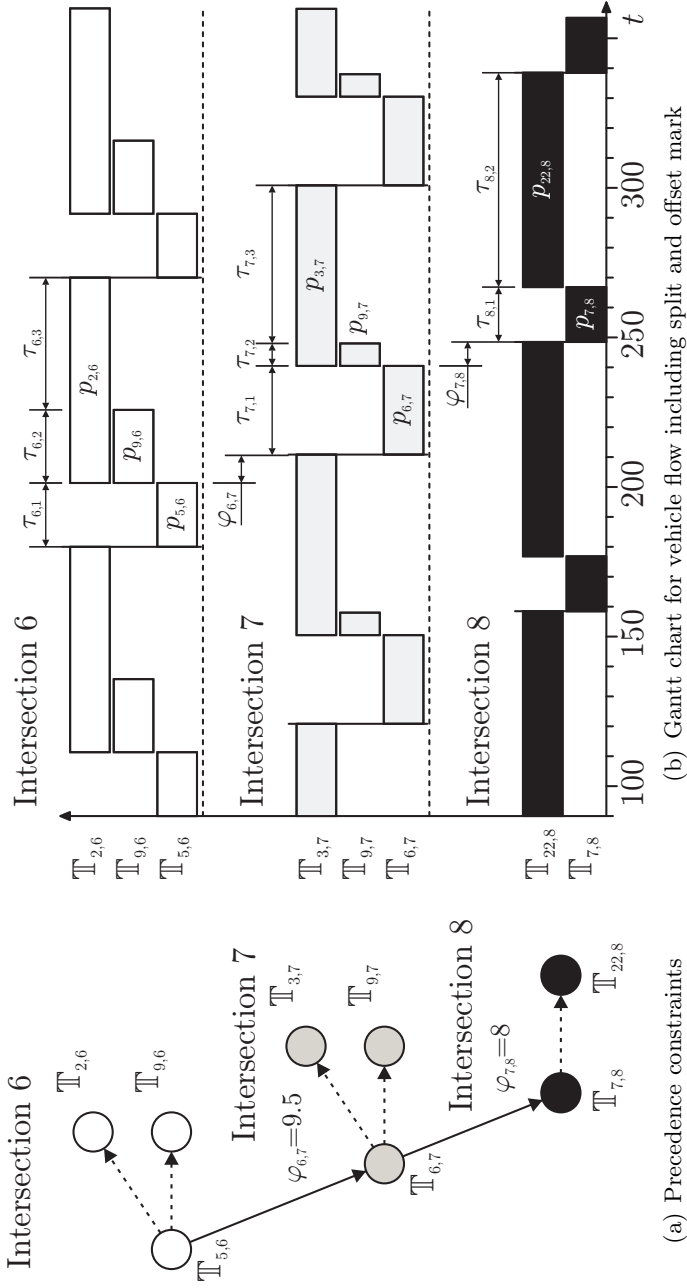 Intersection 6
𝕋2,6
𝕋9,6
𝕋5,6
Intersection 7
φ6,7=9.5
𝕋3,7
𝕋9,7
𝕋6,7
Intersection 8
φ7,8=8
𝕋7,8
𝕋22,8
(a) Precedence constraints
Intersection 6
τ6,1
τ6,2
τ6,3
𝕋2,6
p2,6
𝕋9,6
p9,6
𝕋5,6
p5,6
Intersection 7
φ6,7
τ7,1
τ7,2
τ7,3
𝕋3,7
p3,7
𝕋9,7
p9,7
𝕋6,7
p6,7
Intersection 8
φ7,8
τ8,1
τ8,2
𝕋22,8
p22,8
𝕋7,8
p7,8
100 150 200 250 300 t
(b) Gantt chart for vehicle flow including split and offset mark